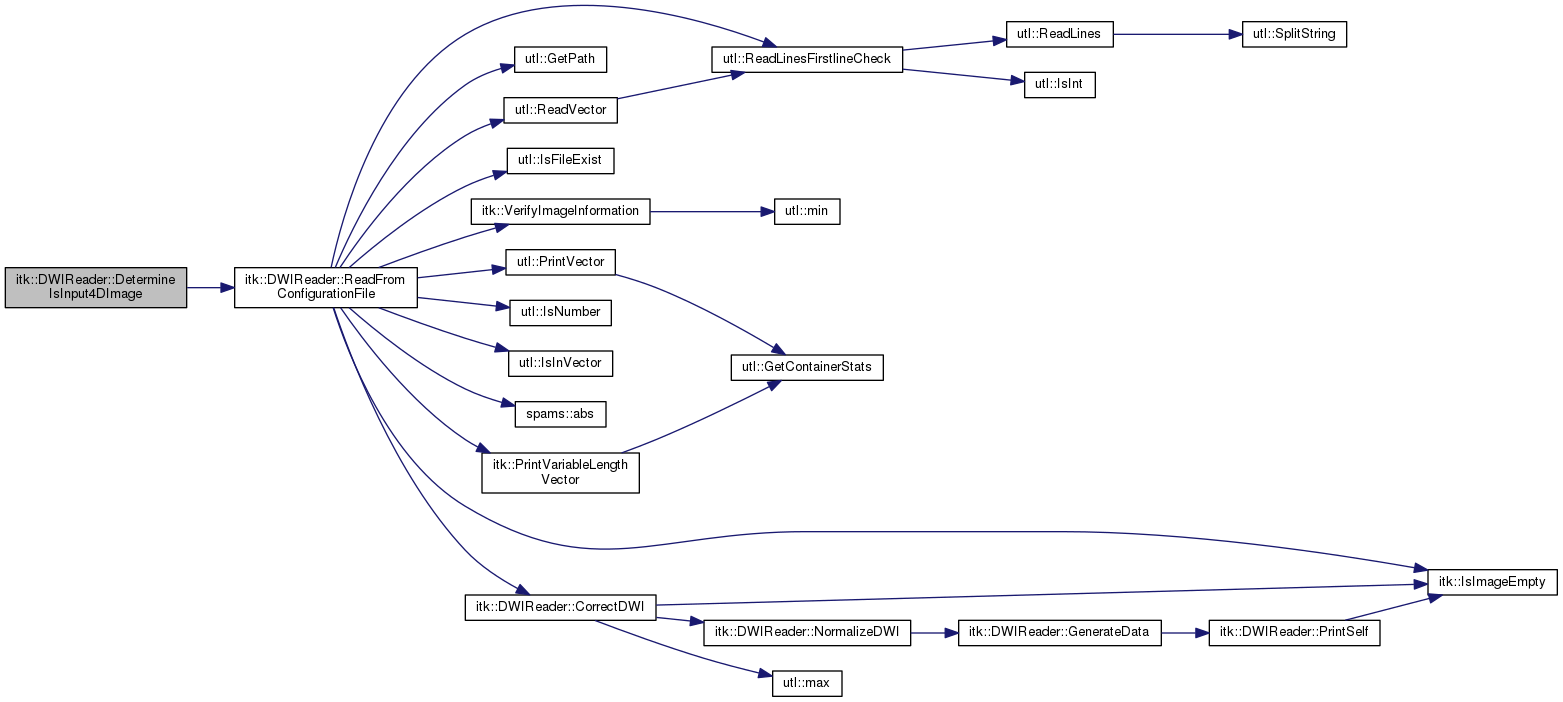 utl::ReadLines
utl::SplitString
utl::GetPath
utl::ReadLinesFirstlineCheck
utl::IsInt
utl::ReadVector
utl::IsFileExist
itk::VerifyImageInformation
utl::min
utl::PrintVector
itk::DWIReader::Determine
IsInput4DImage
itk::DWIReader::ReadFrom
ConfigurationFile
utl::IsNumber
utl::IsInVector
utl::GetContainerStats
spams::abs
itk::PrintVariableLength
Vector
itk::IsImageEmpty
itk::DWIReader::CorrectDWI
itk::DWIReader::NormalizeDWI
itk::DWIReader::GenerateData
itk::DWIReader::PrintSelf
utl::max